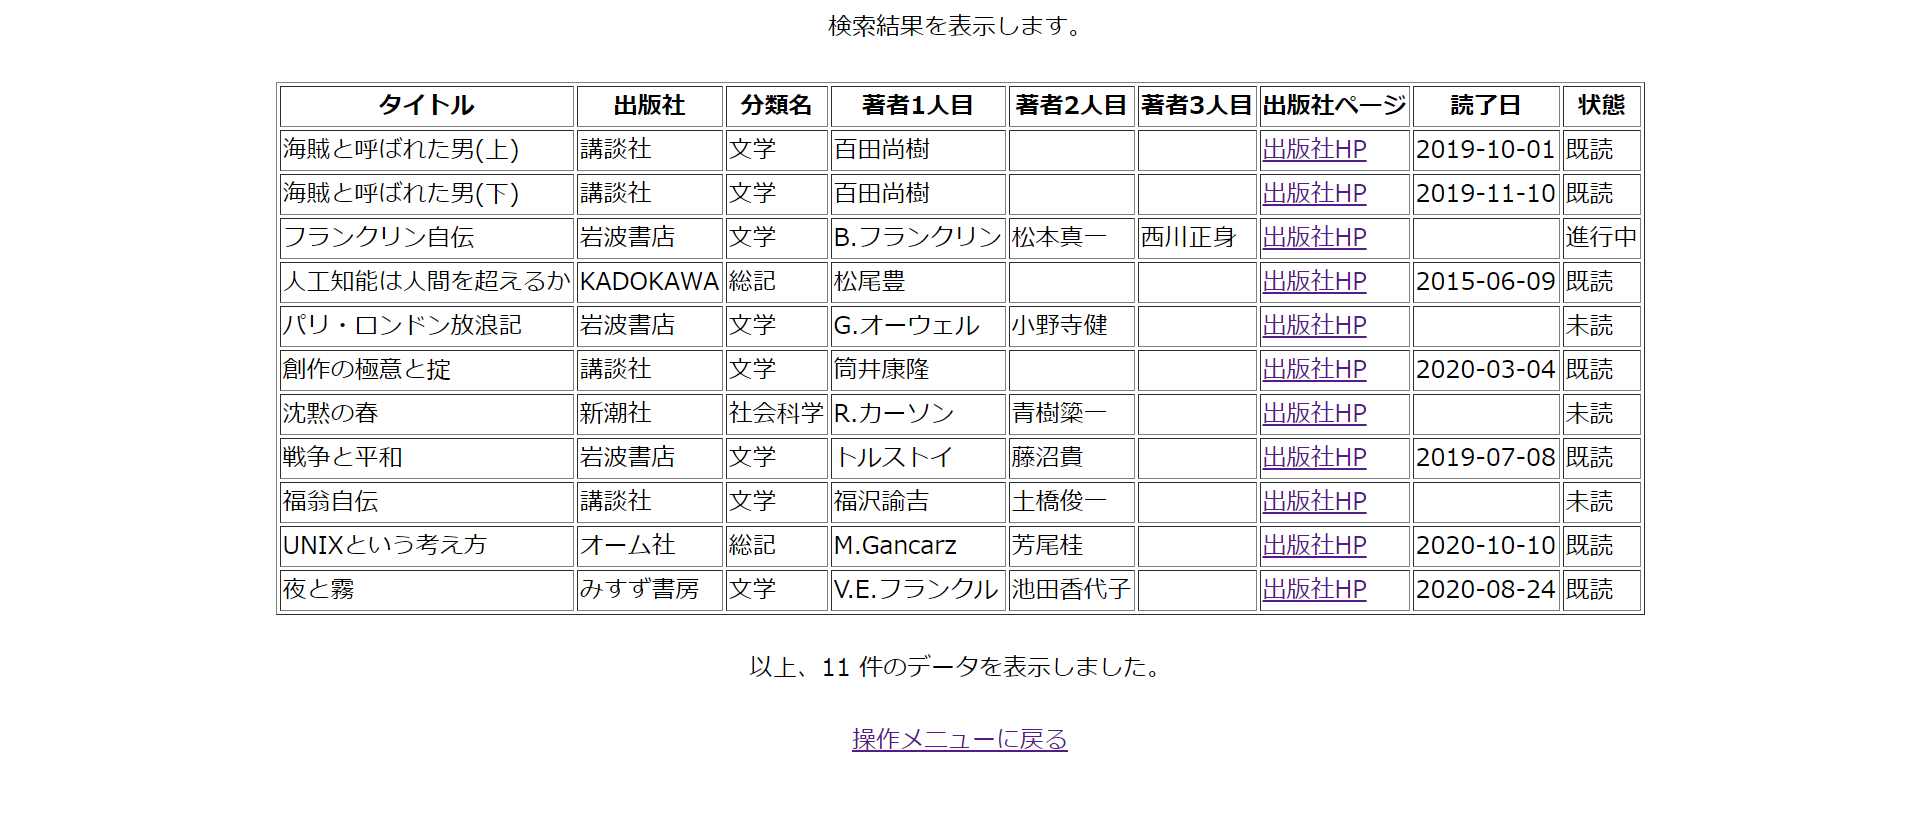 検索結果を表示します。
タイトル 出版社 分類名 著者1人目 著者2人目 著者3人目 出版社ページ 読了日 状態
海賊と呼ばれた男(上) 講談社 文学 百田尚樹 出版社HP 2019-10-01 既読
海賊と呼ばれた男(下) 講談社 文学 百田尚樹 出版社HP 2019-11-10 既読
フランクリン自伝 岩波書店 文学 B.フランクリン 松本真一 西川正身 出版社HP 進行中
人工知能は人間を超えるか KADOKAWA 総記 松尾豊 出版社HP 2015-06-09 既読
パリ・ロンドン放浪記 岩波書店 文学 G.オーウェル 小野寺健 出版社HP 未読
創作の極意と掟 講談社 文学 筒井康隆 出版社HP 2020-03-04 既読
沈黙の春 新潮社 社会科学 R.カーソン 青樹簗一 出版社HP 未読
戦争と平和 岩波書店 文学 トルストイ 藤沼貴 出版社HP 2019-07-08 既読
福翁自伝 講談社 文学 福沢諭吉 土橋俊一 出版社HP 未読
UNIXという考え方 オーム社 総記 M.Gancarz 芳尾桂 出版社HP 2020-10-10 既読
夜と霧 みすず書房 文学 V.E.フランクル 池田香代子 出版社HP 2020-08-24 既読
以上、11 件のデータを表示しました。
操作メニューに戻る